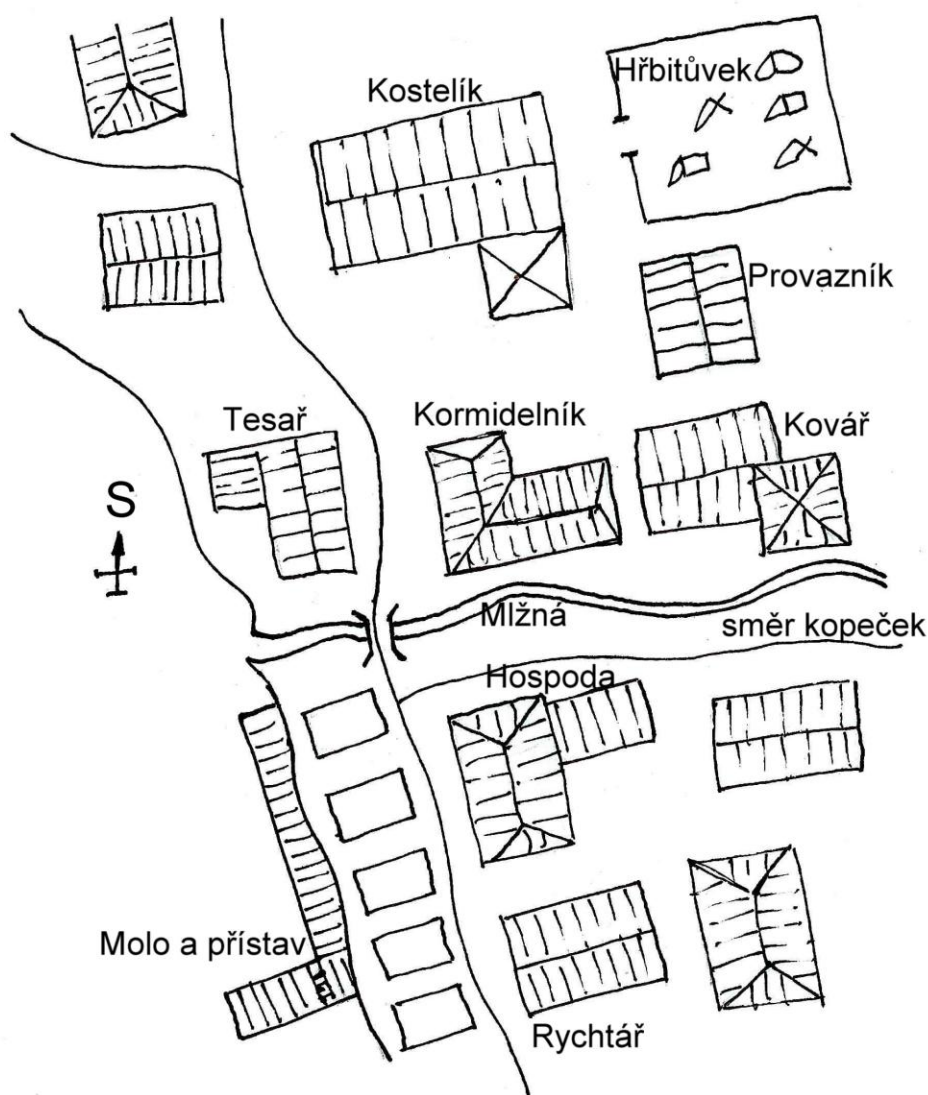 Hřbitůvek
Kostelík
Provazník
Tesař
Kormidelník
Kovář
S
Mlžná
směr kopeček
Hospoda
Molo a přístav
Rychtář